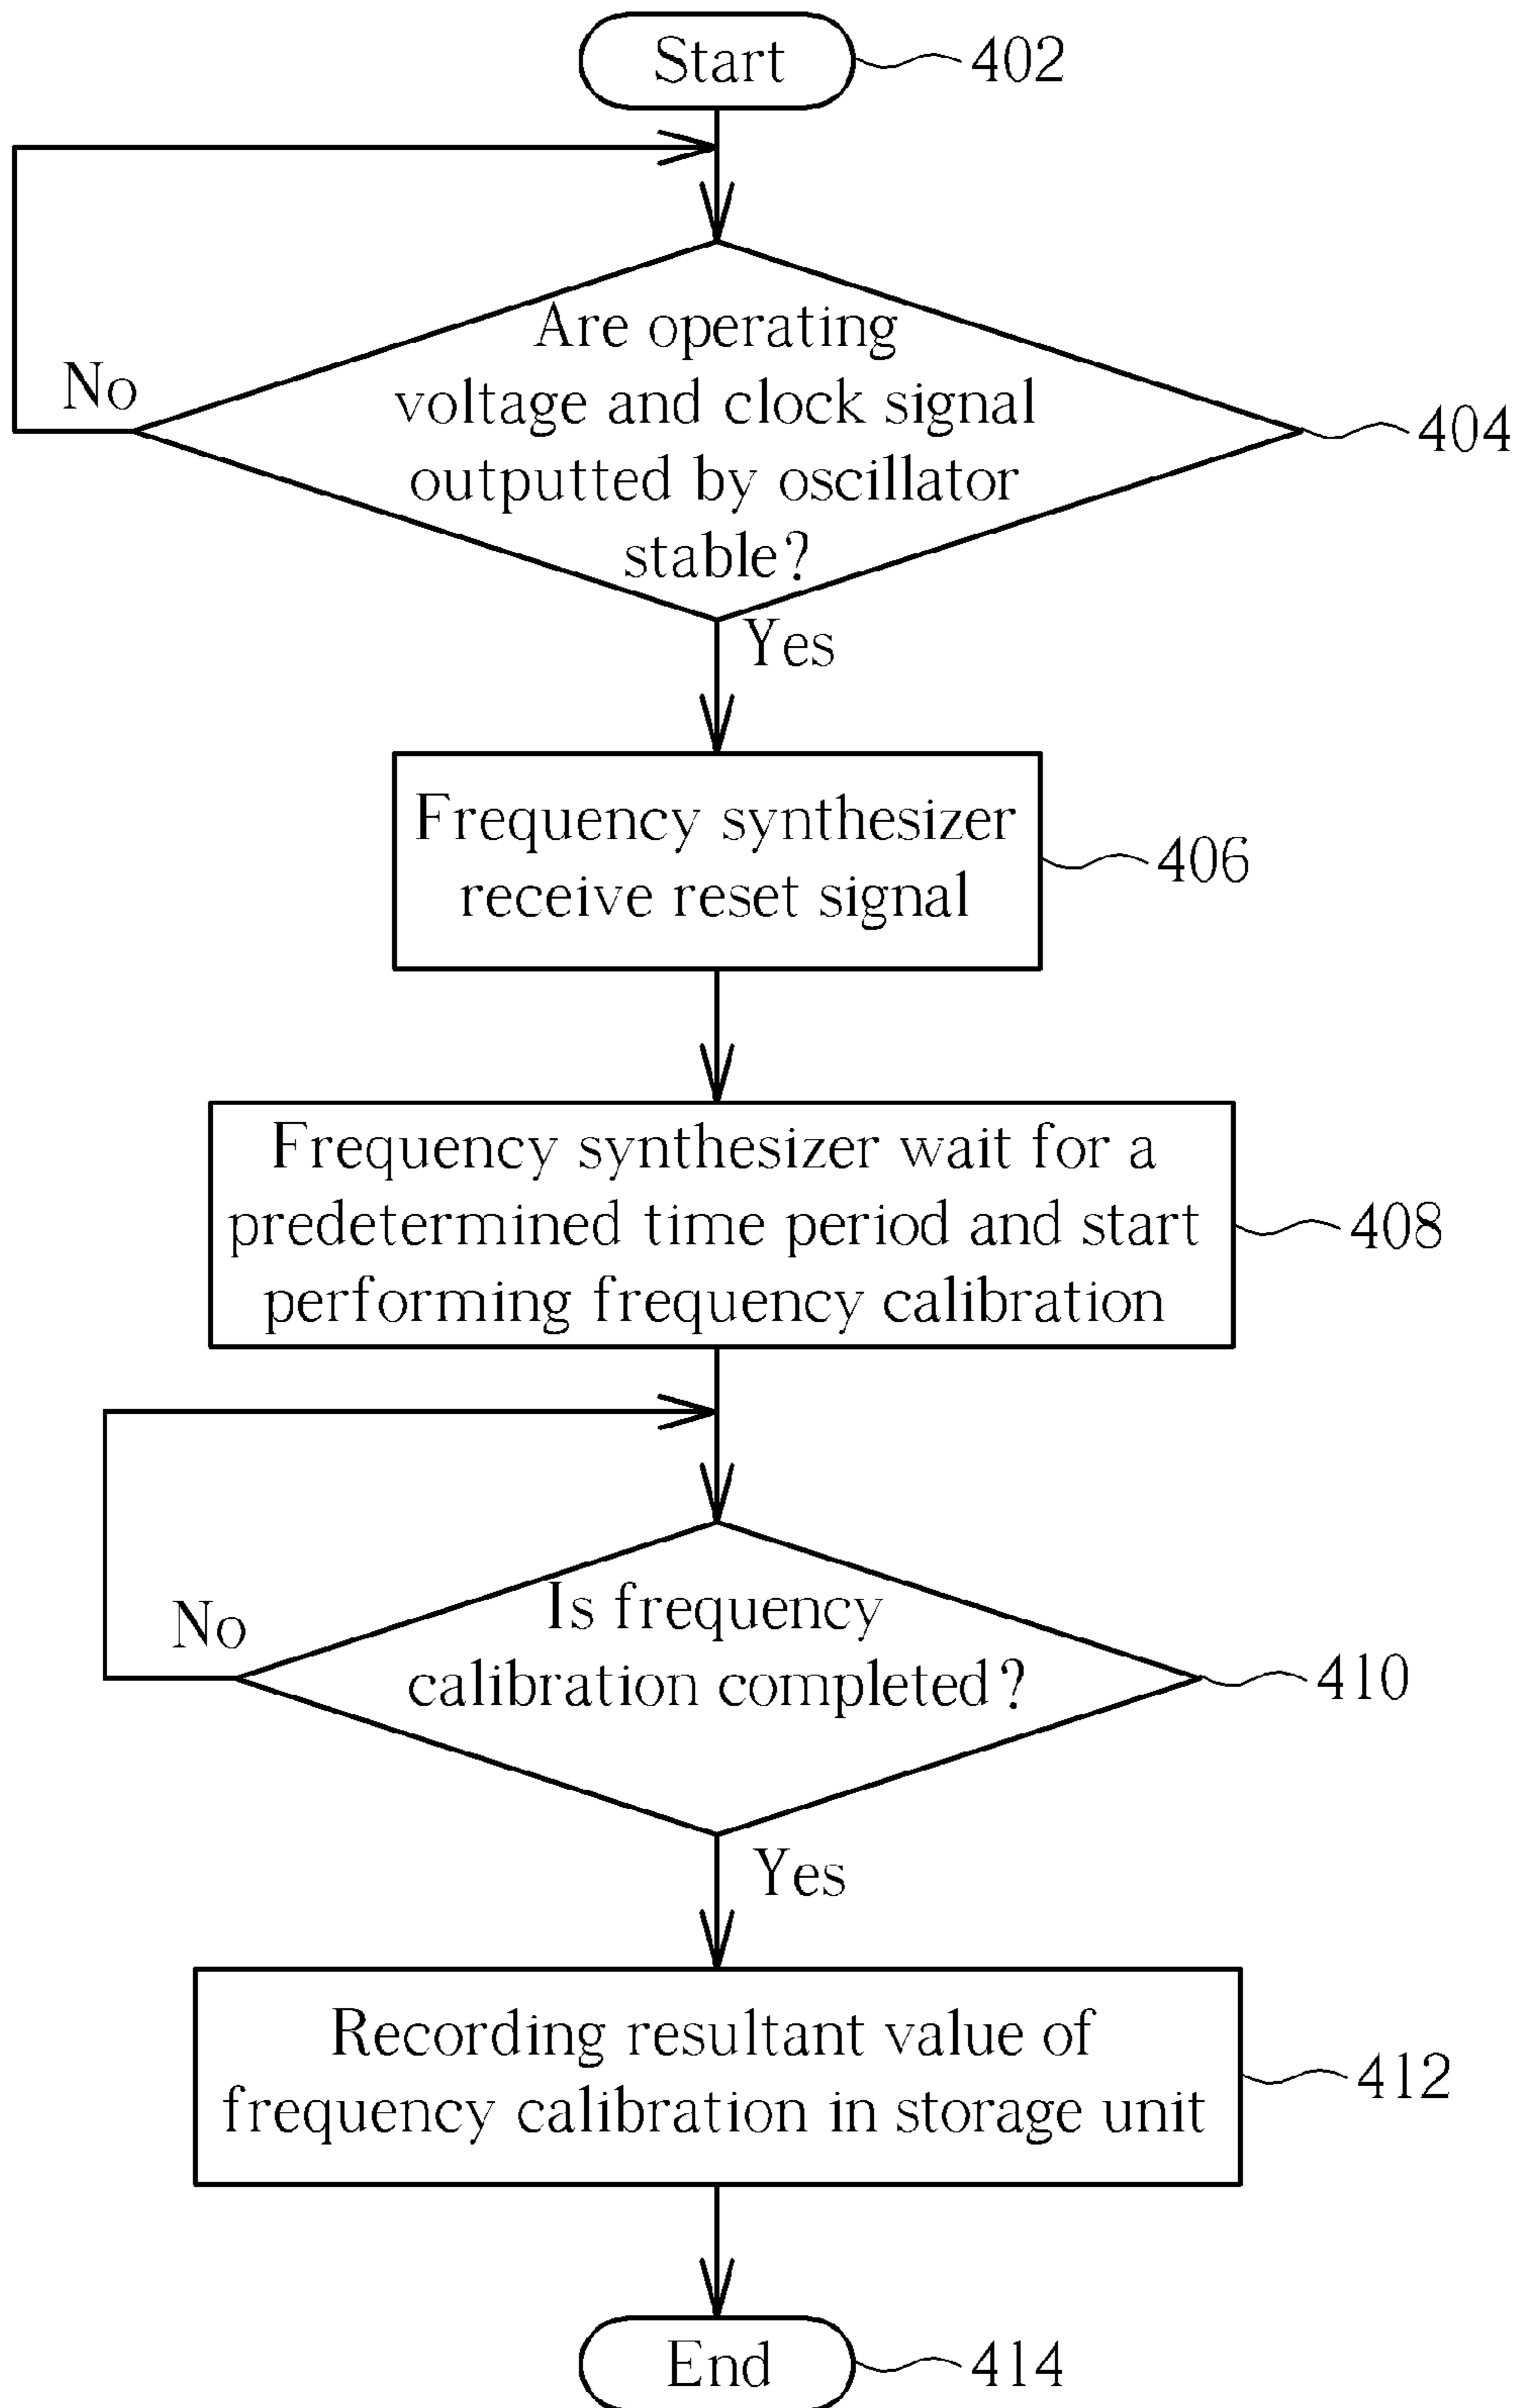 Start
402
Are operating
voltage and clock signal
outputted by oscillator
stable?
404
No
Yes
Frequency synthesizer
receive reset signal
406
Frequency synthesizer wait for a
predetermined time period and start
performing frequency calibration
408
Is frequency
calibration completed?
410
No
Yes
Recording resultant value of
frequency calibration in storage unit
412
End
414